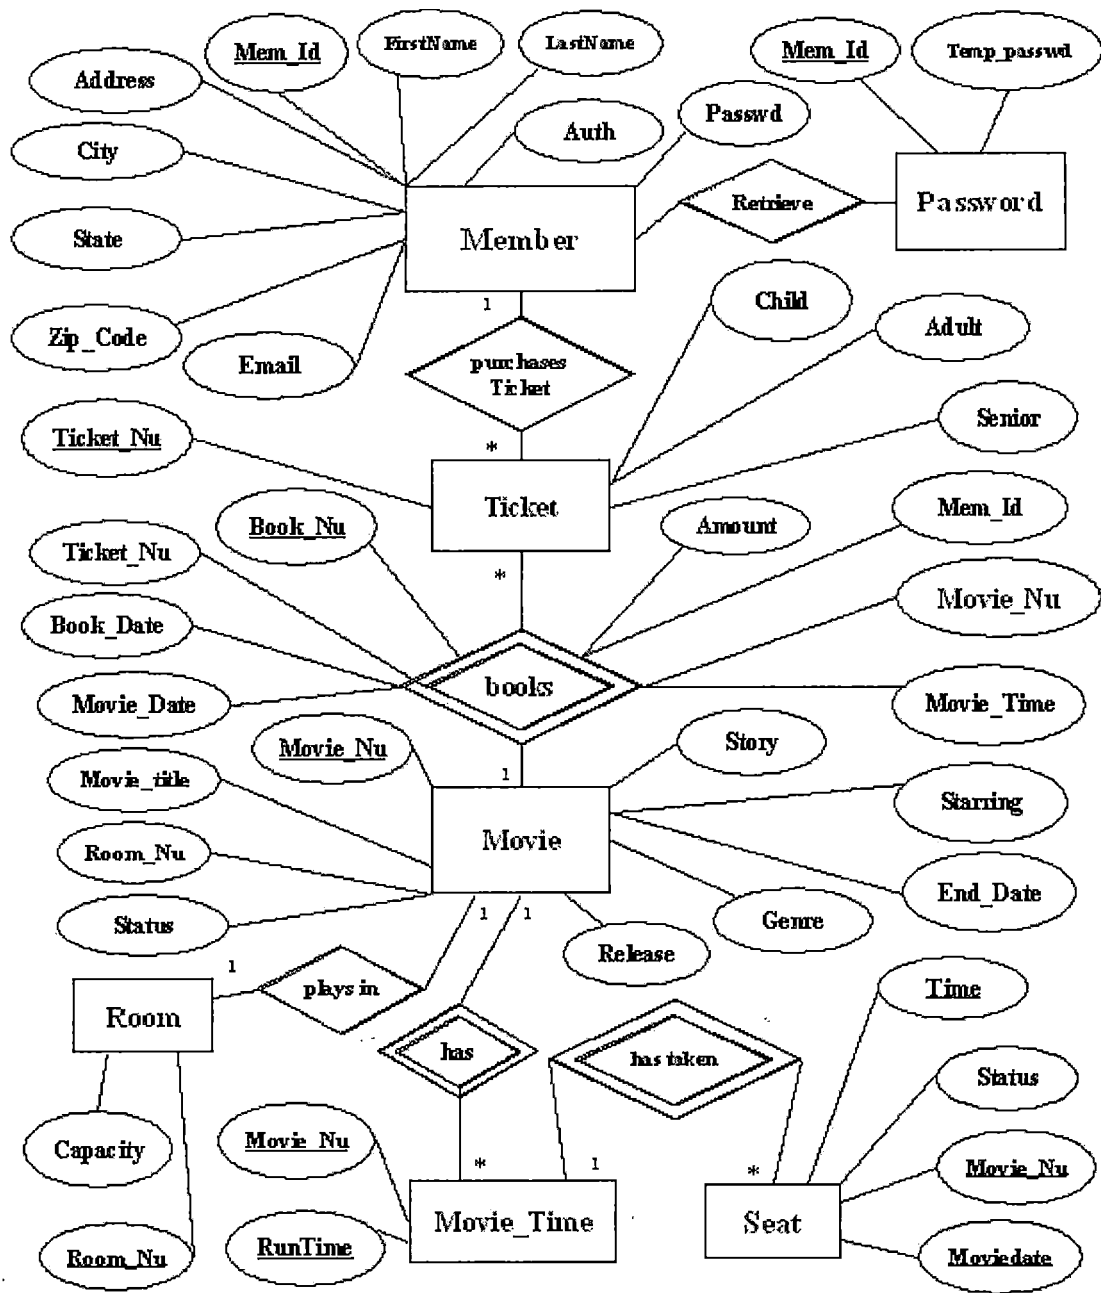 Mem_Id
FirstName
LastName
Mem_Id
Temp_passwd
Address
Auth
Passwd
City
Retrieve
Password
State
Member
1
Child
Zip_Code
Email
purchases
Ticket
Adult
Ticket_Nu
*
Senior
Ticket
Book_Nu
Amount
Mem_Id
Ticket_Nu
*
Movie_Nu
Book_Date
books
Movie_Date
Movie_Time
Movie_Nu
Story
Movie_title
1
Starring
Movie
Room_Nu
End_Date
Status
1
1
Genre
Release
1
plays in
Time
Room
has
has taken
Status
Capacity
Movie_Nu
*
1
*
Movie_Nu
Movie_Time
Seat
RunTime
Room_Nu
Moviedate